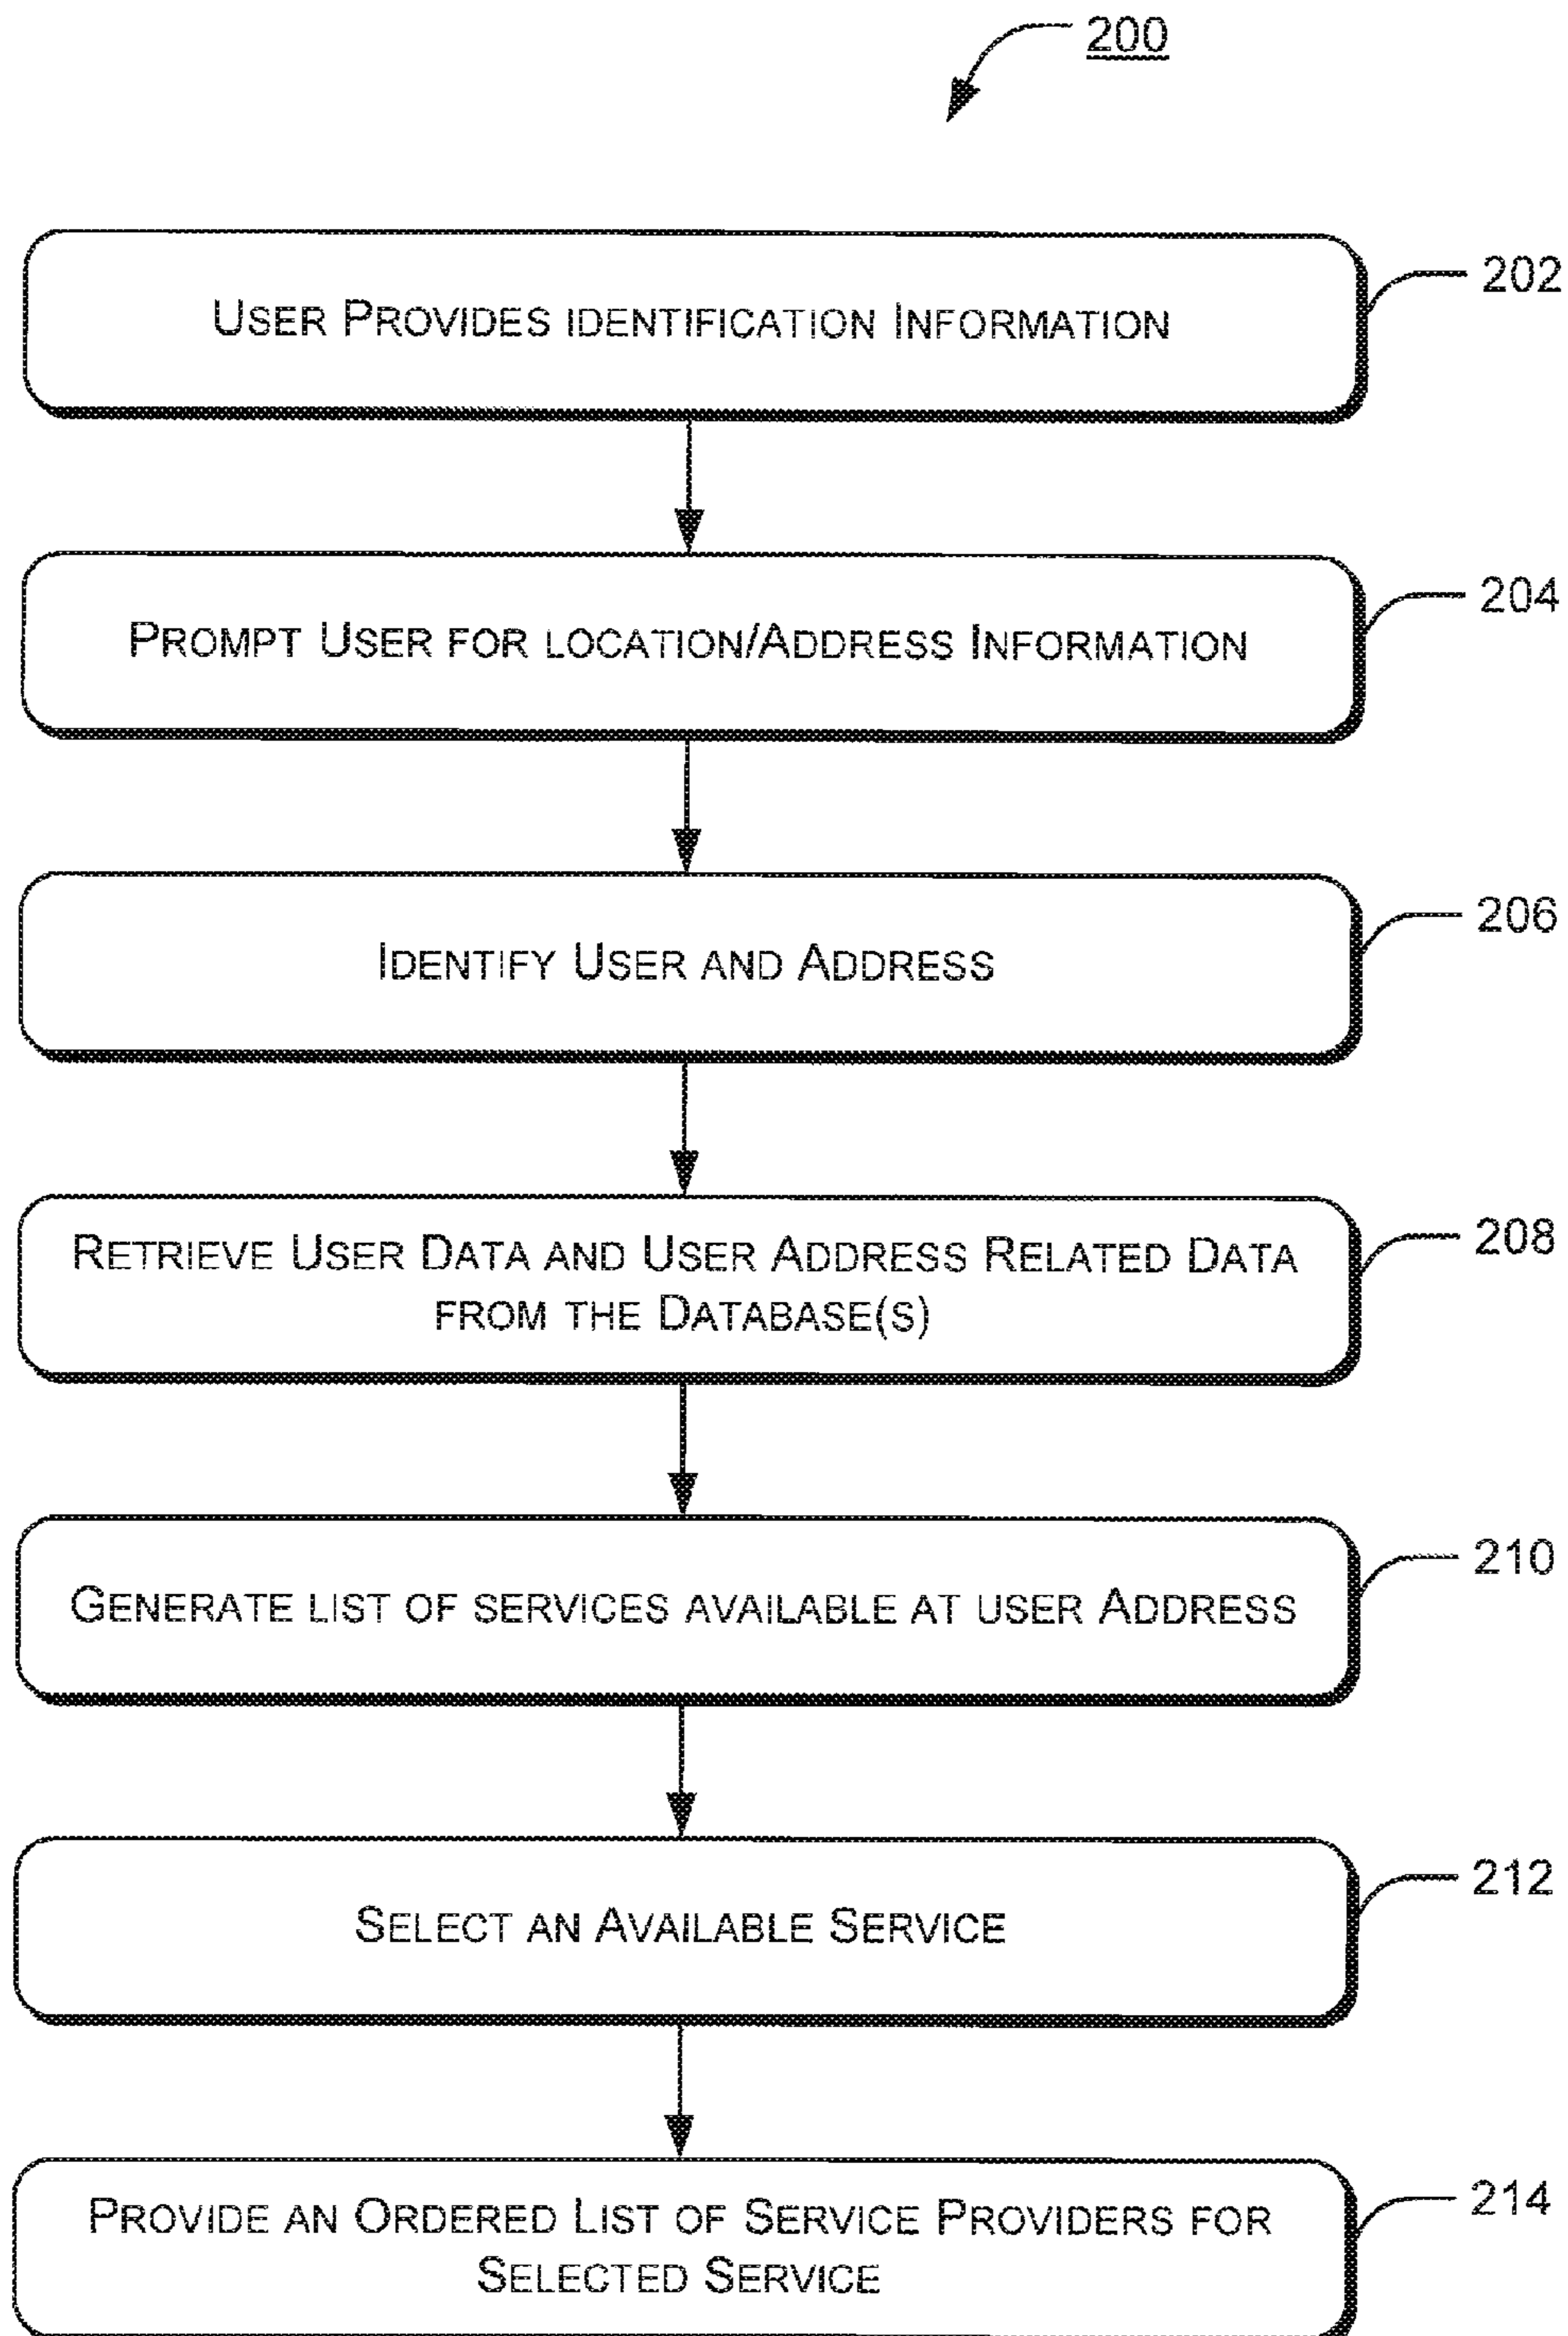 200
USER PROVIDES IDENTIFICATION INFORMATION
202
PROMPT USER FOR LOCATION/ADDRESS INFORMATION
204
IDENTIFY USER AND ADDRESS
206
RETRIEVE USER DATA AND USER ADDRESS RELATED DATA
FROM THE DATABASE(S)
208
GENERATE LIST OF SERVICES AVAILABLE AT USER ADDRESS
210
SELECT AN AVAILABLE SERVICE
212
PROVIDE AN ORDERED LIST OF SERVICE PROVIDERS FOR
SELECTED SERVICE
214